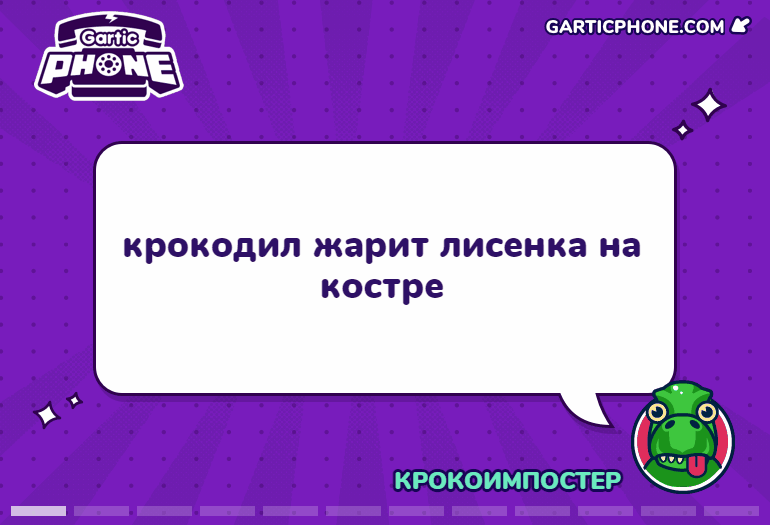 Gartic
PHONE
GARTICPHONE.COM
крокодил жарит лисенка на
костре
КРОКОИМПОСТЕР